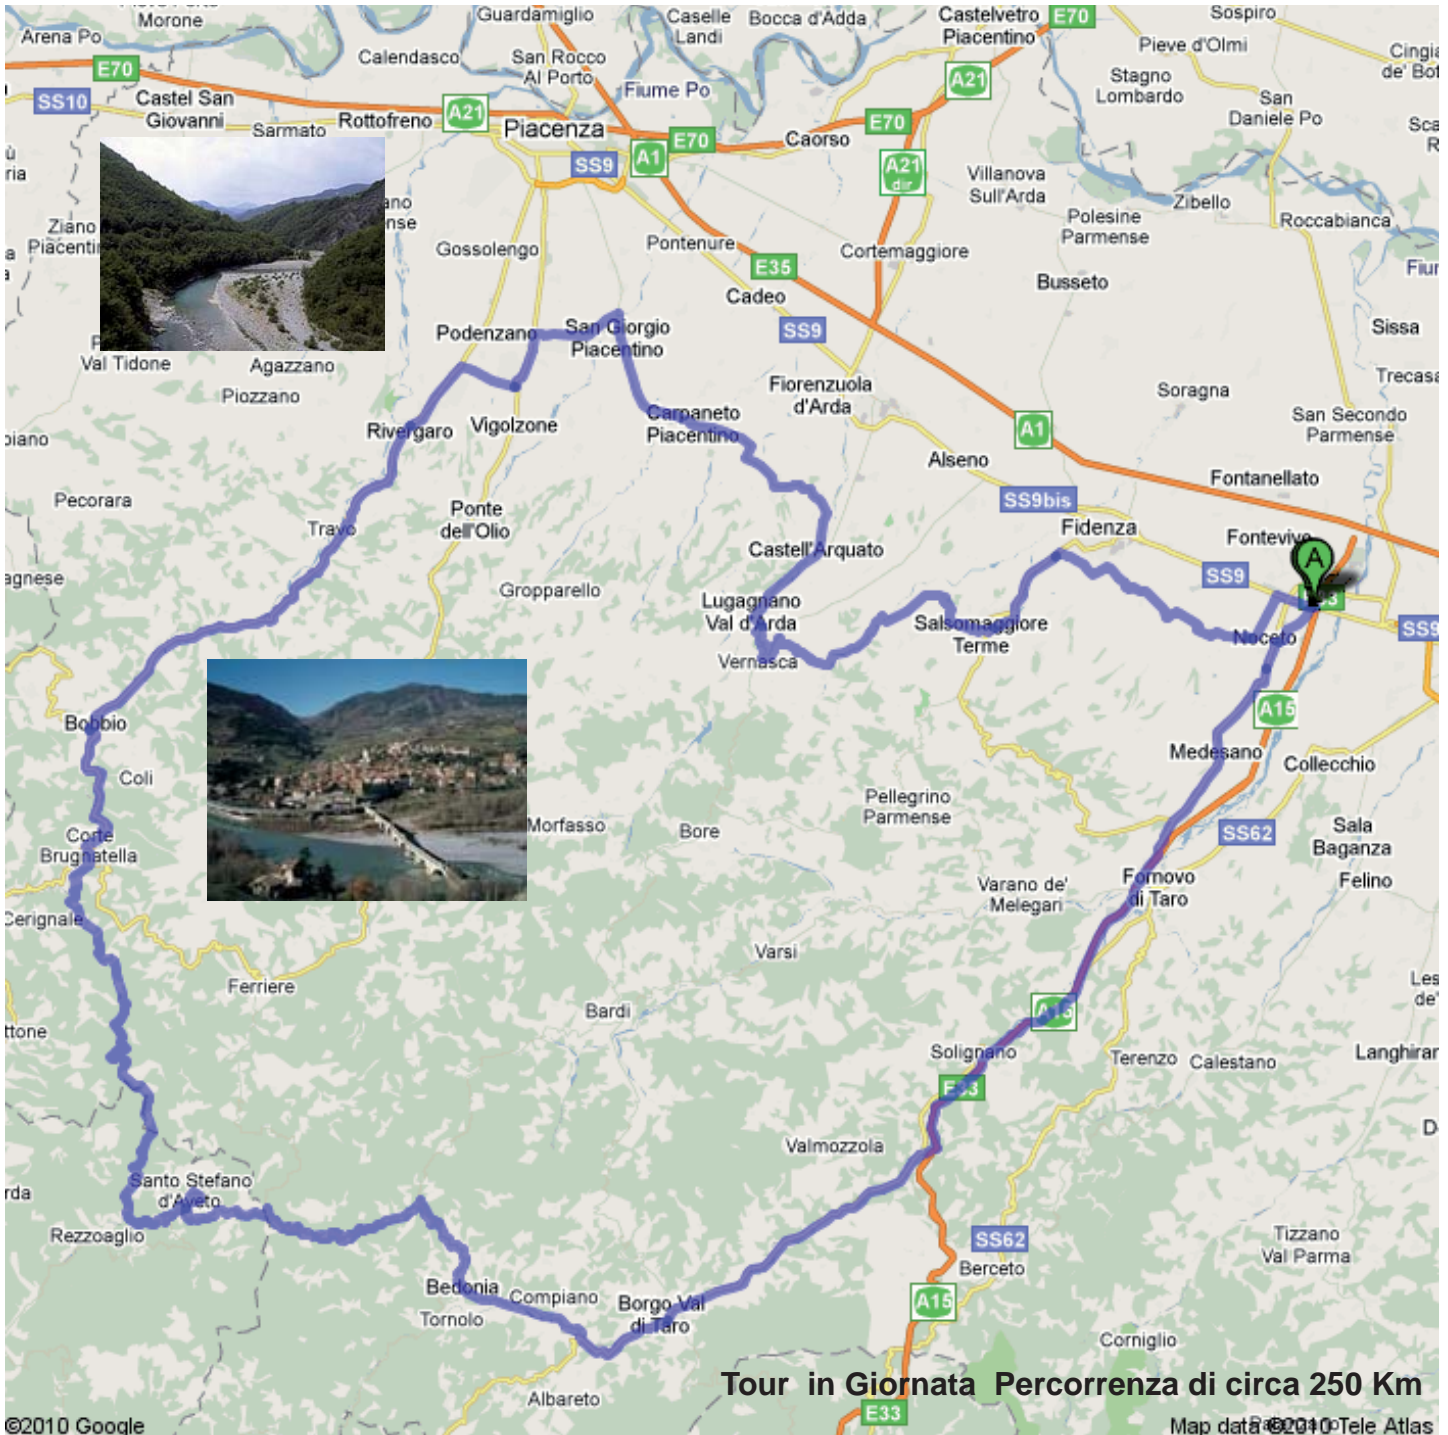 Morone
Guardamiglio
Caselle
Landi
Bocca d'Adda
Castelvetro
Piacentino
E70
Sospiro
Arena Po
E70
Calendasco
San Rocco
Al Porto
Pieve d'Olmi
Stagno
Lombardo
SS10
Castel San
Giovanni
Sarmato
Rottofreno
A21
Piacenza
Fiume Po
A21
San
Daniele Po
E70
Caorso
E70
SS9
A1
A21
dir
Villanova
Sull'Arda
Zibello
Polesine
Parmense
Roccabianca
Ziano
Gossolengo
Pontenure
Cortemaggiore
E35
Busseto
Cadeo
SS9
Podenzano
San Giorgio
Piacentino
Sissa
Val Tidone
Agazzano
Piozzano
Fiorenzuola
d'Arda
Soragna
San Secondo
Parmense
Rivergaro
Vigolzone
Carpaneto
Piacentino
A1
Alseno
Fontanellato
Pecorara
Travo
Ponte
dell'Olio
SS9bis
Fidenza
Fontevivo
A
Castell'Arquato
SS9
Gropparello
Lugagnano
Val d'Arda
Vernasca
Salsomaggiore
Terme
Noceto
SS9
Bobbio
A15
Coli
Medesano
Collecchio
Corte
Brugnatella
Morfasso
Bore
Pellegrino
Parmense
SS62
Sala
Baganza
Felino
Fornovo
di Taro
Varano de'
Melegari
Cerignale
Varsi
Ferriere
Bardi
A15
Solignano
Terenzo
Calestano
E33
Valmozzola
Santo Stefano
d'Aveto
Rezzoaglio
SS62
Tizzano
Val Parma
Berceto
Bedonia
Tornolo
Compiano
Borgo Val
di Taro
A15
Corniglio
Albareto
Tour in Giornata Percorrenza di circa 250 Km
E33
©2010 Google
Map data ©2010 Tele Atlas